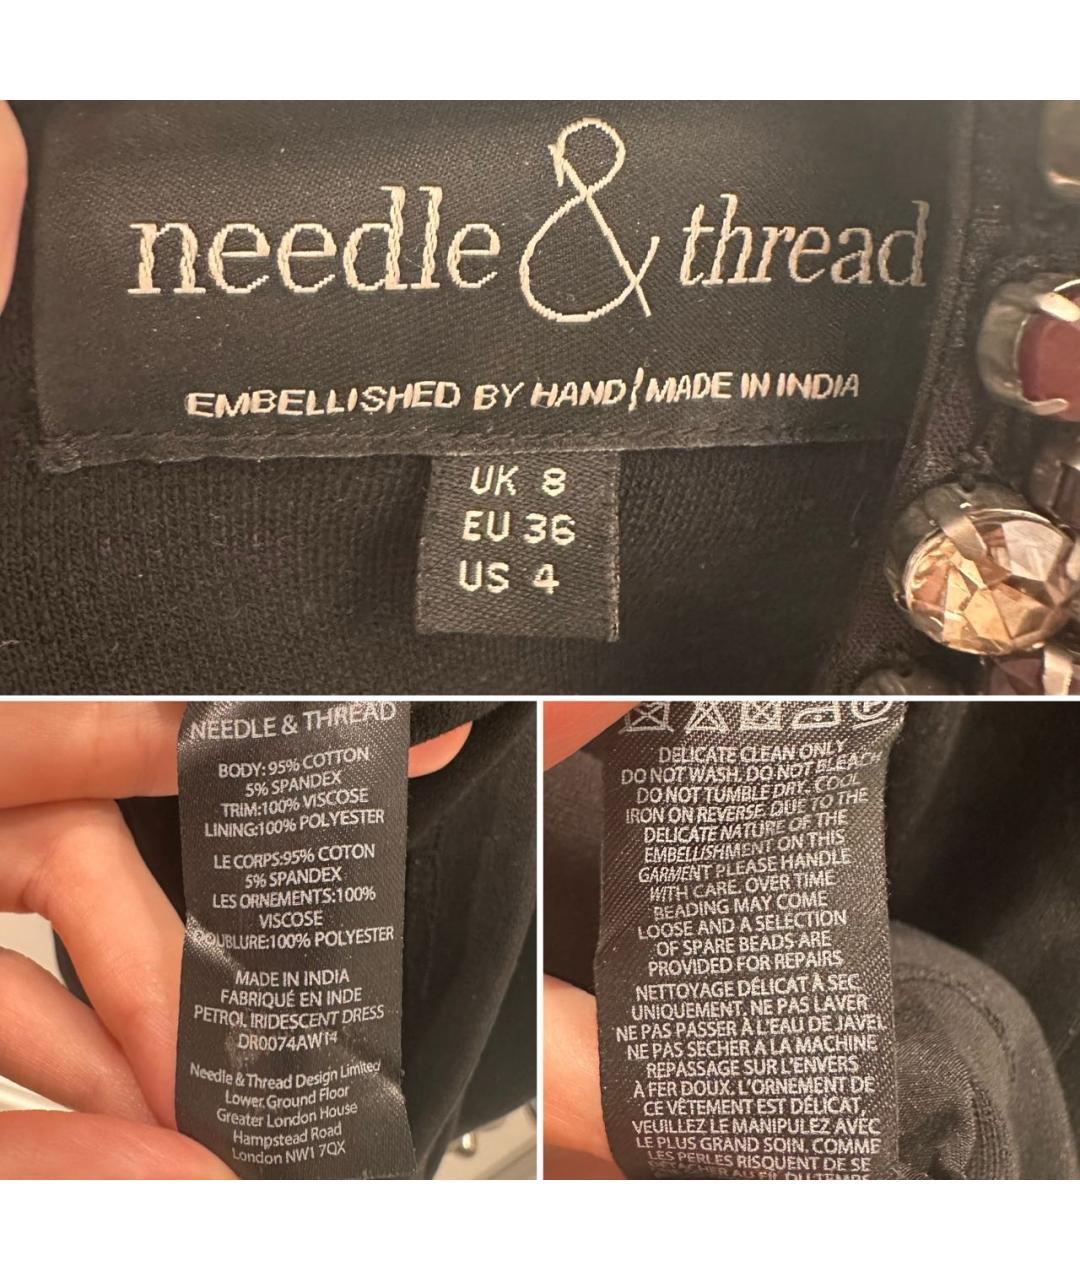 needle & thread
EMBELLISHED BY HAND/MADE IN INDIA
UK 8
EU 36
US 4
NEEDLE & THREAD
BODY: 95% COTTON
5% SPANDEX
TRIM:100% VISCOSE
LINING:100% POLYESTER
LE CORPS:95% COTON
5% SPANDEX
LES ORNEMENTS:100%
VISCOSE
DOUBLURE:100% POLYESTER
MADE IN INDIA
FABRIQUÉ EN INDE
PETROL IRIDESCENT DRESS
DR0074AW14
Needle & Thread Design Limited
Lower Ground Floor
Greater London House
Hampstead Road
London NW1 7QX
DELICATE CLEAN ONLY
DO NOT WASH. DO NOT BLEACH
DO NOT TUMBLE DRY. COOL
IRON ON REVERSE. DUE TO THE
DELICATE NATURE OF THE
EMBELLISHMENT ON THIS
GARMENT PLEASE HANDLE
WITH CARE. OVER TIME
BEADING MAY COME
LOOSE AND A SELECTION
OF SPARE BEADS ARE
PROVIDED FOR REPAIRS
NETTOYAGE DÉLICAT À SEC
UNIQUEMENT. NE PAS LAVER
NE PAS PASSER À L'EAU DE JAVEL
NE PAS SECHER A LA MACHINE
REPASSAGE SUR L'ENVERS
À FER DOUX. L'ORNEMENT DE
CE VÊTEMENT EST DÉLICAT,
VEUILLEZ LE MANIPULEZ AVEC
LE PLUS GRAND SOIN. COMME
LES PERLES RISQUENT DE SE
DÉTACHER AU FIL DU TEMPS